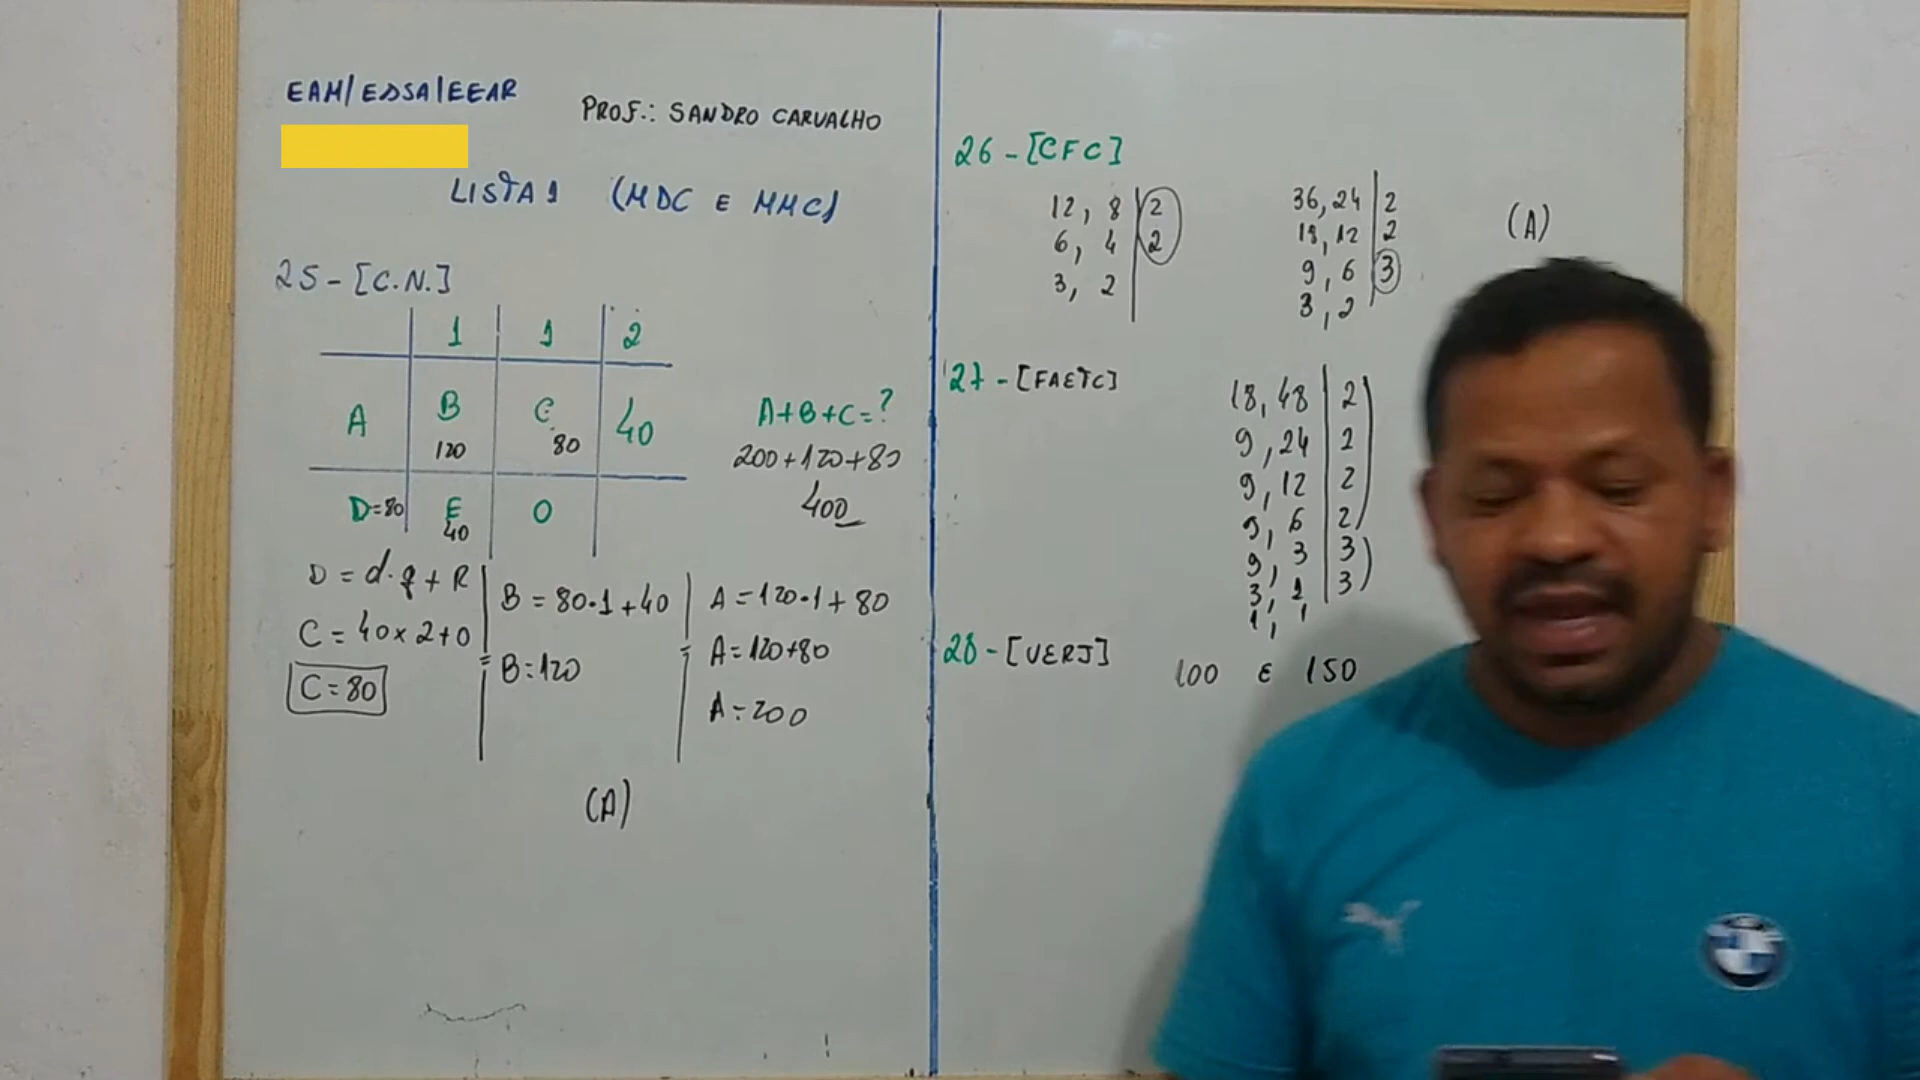 EAM/ESSA/EEAR
PROF.: SANDRO CARVALHO
LISTA 1 (MDC E MMC)
25-[C.N.]
1 1 2
A B C 40
120 80
D=80 E 0
40
A+B+C=?
200+120+80
400
D = d.q+R
C = 40x2+0
C=80
B = 80.1+40
B=120
A=120.1+80
A=120+80
A=200
(A)
26-[CFC]
12, 8 2
6, 4 2
3, 2
36,24 2
18,12 2
9,6 3
3,2
(A)
27-[FAETC]
18,48 2
9,24 2
9,12 2
9,6 2
9,3 3
3,1 3
1,1
28-[UERJ]
100 E 150